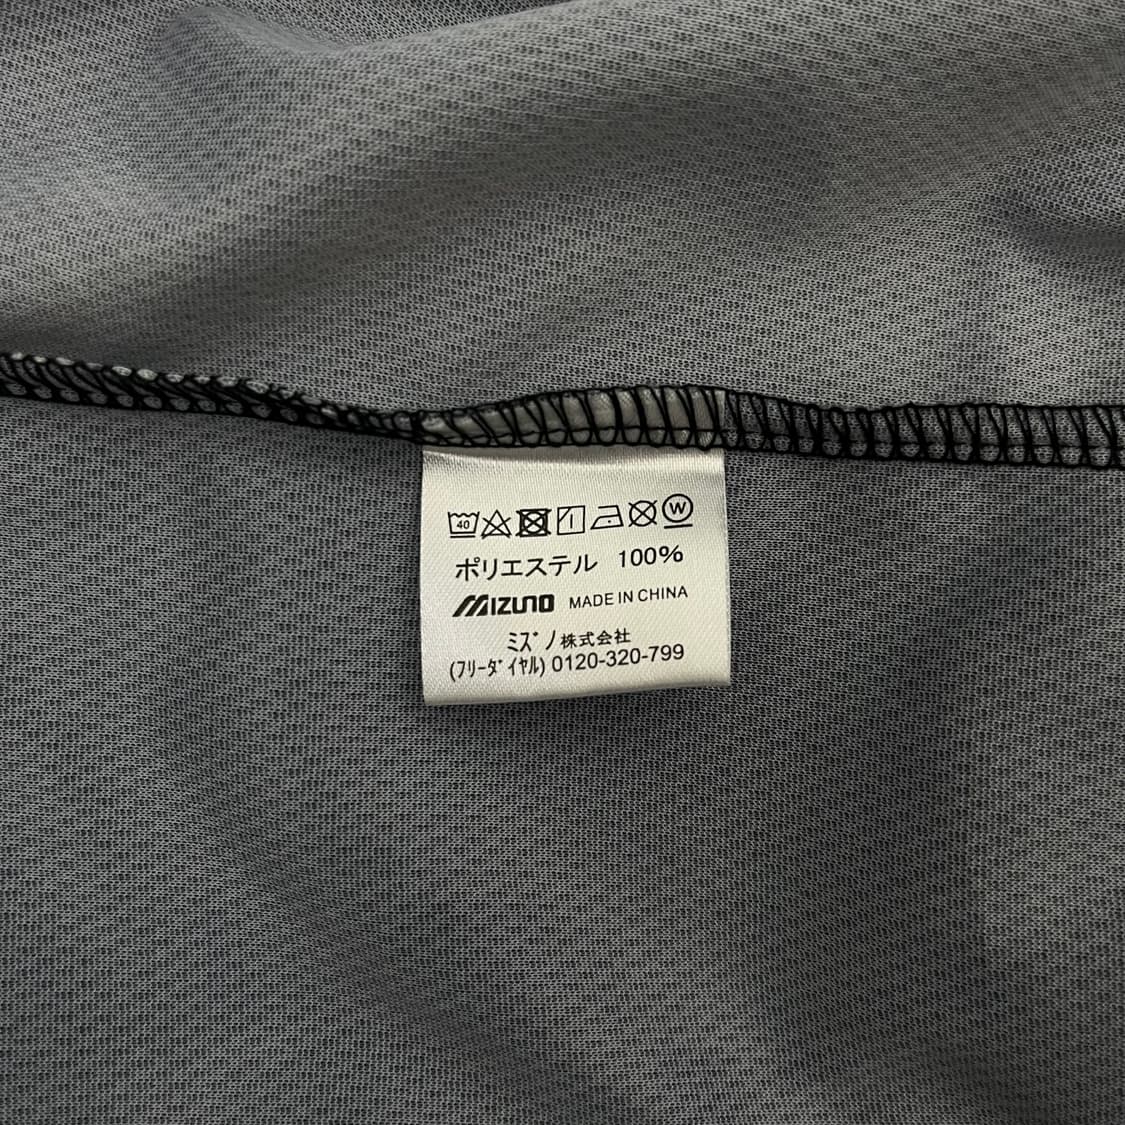 40 W
ポリエステル 100%
MIZUNO MADE IN CHINA
ミズノ株式会社
(フリーダイヤル) 0120-320-799